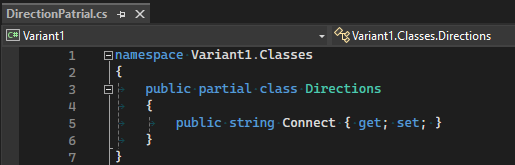 DirectionPatrial.cs
Variant1 Variant1.Classes.Directions
1 namespace Variant1.Classes
2 {
3 public partial class Directions
4 {
5 public string Connect { get; set; }
6 }
7 }